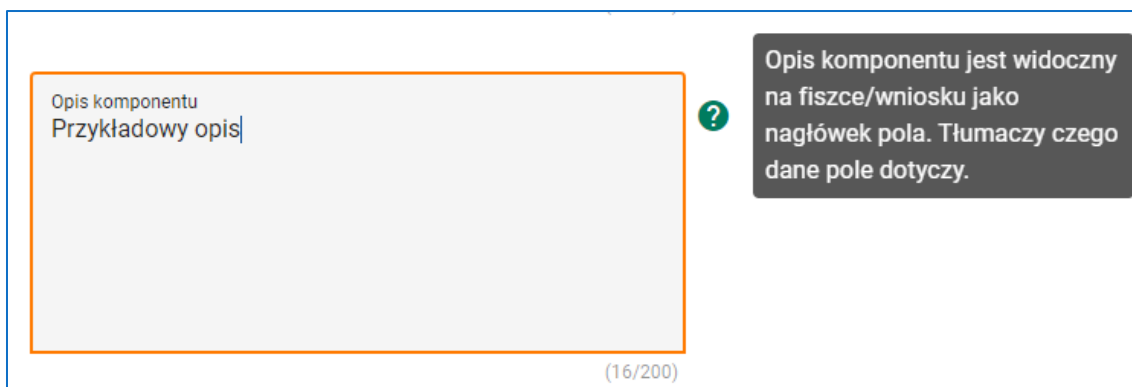 Opis komponentu
Przykładowy opis
?
Opis komponentu jest widoczny
na fiszce/wniosku jako
nagłówek pola. Tłumaczy czego
dane pole dotyczy.
(16/200)